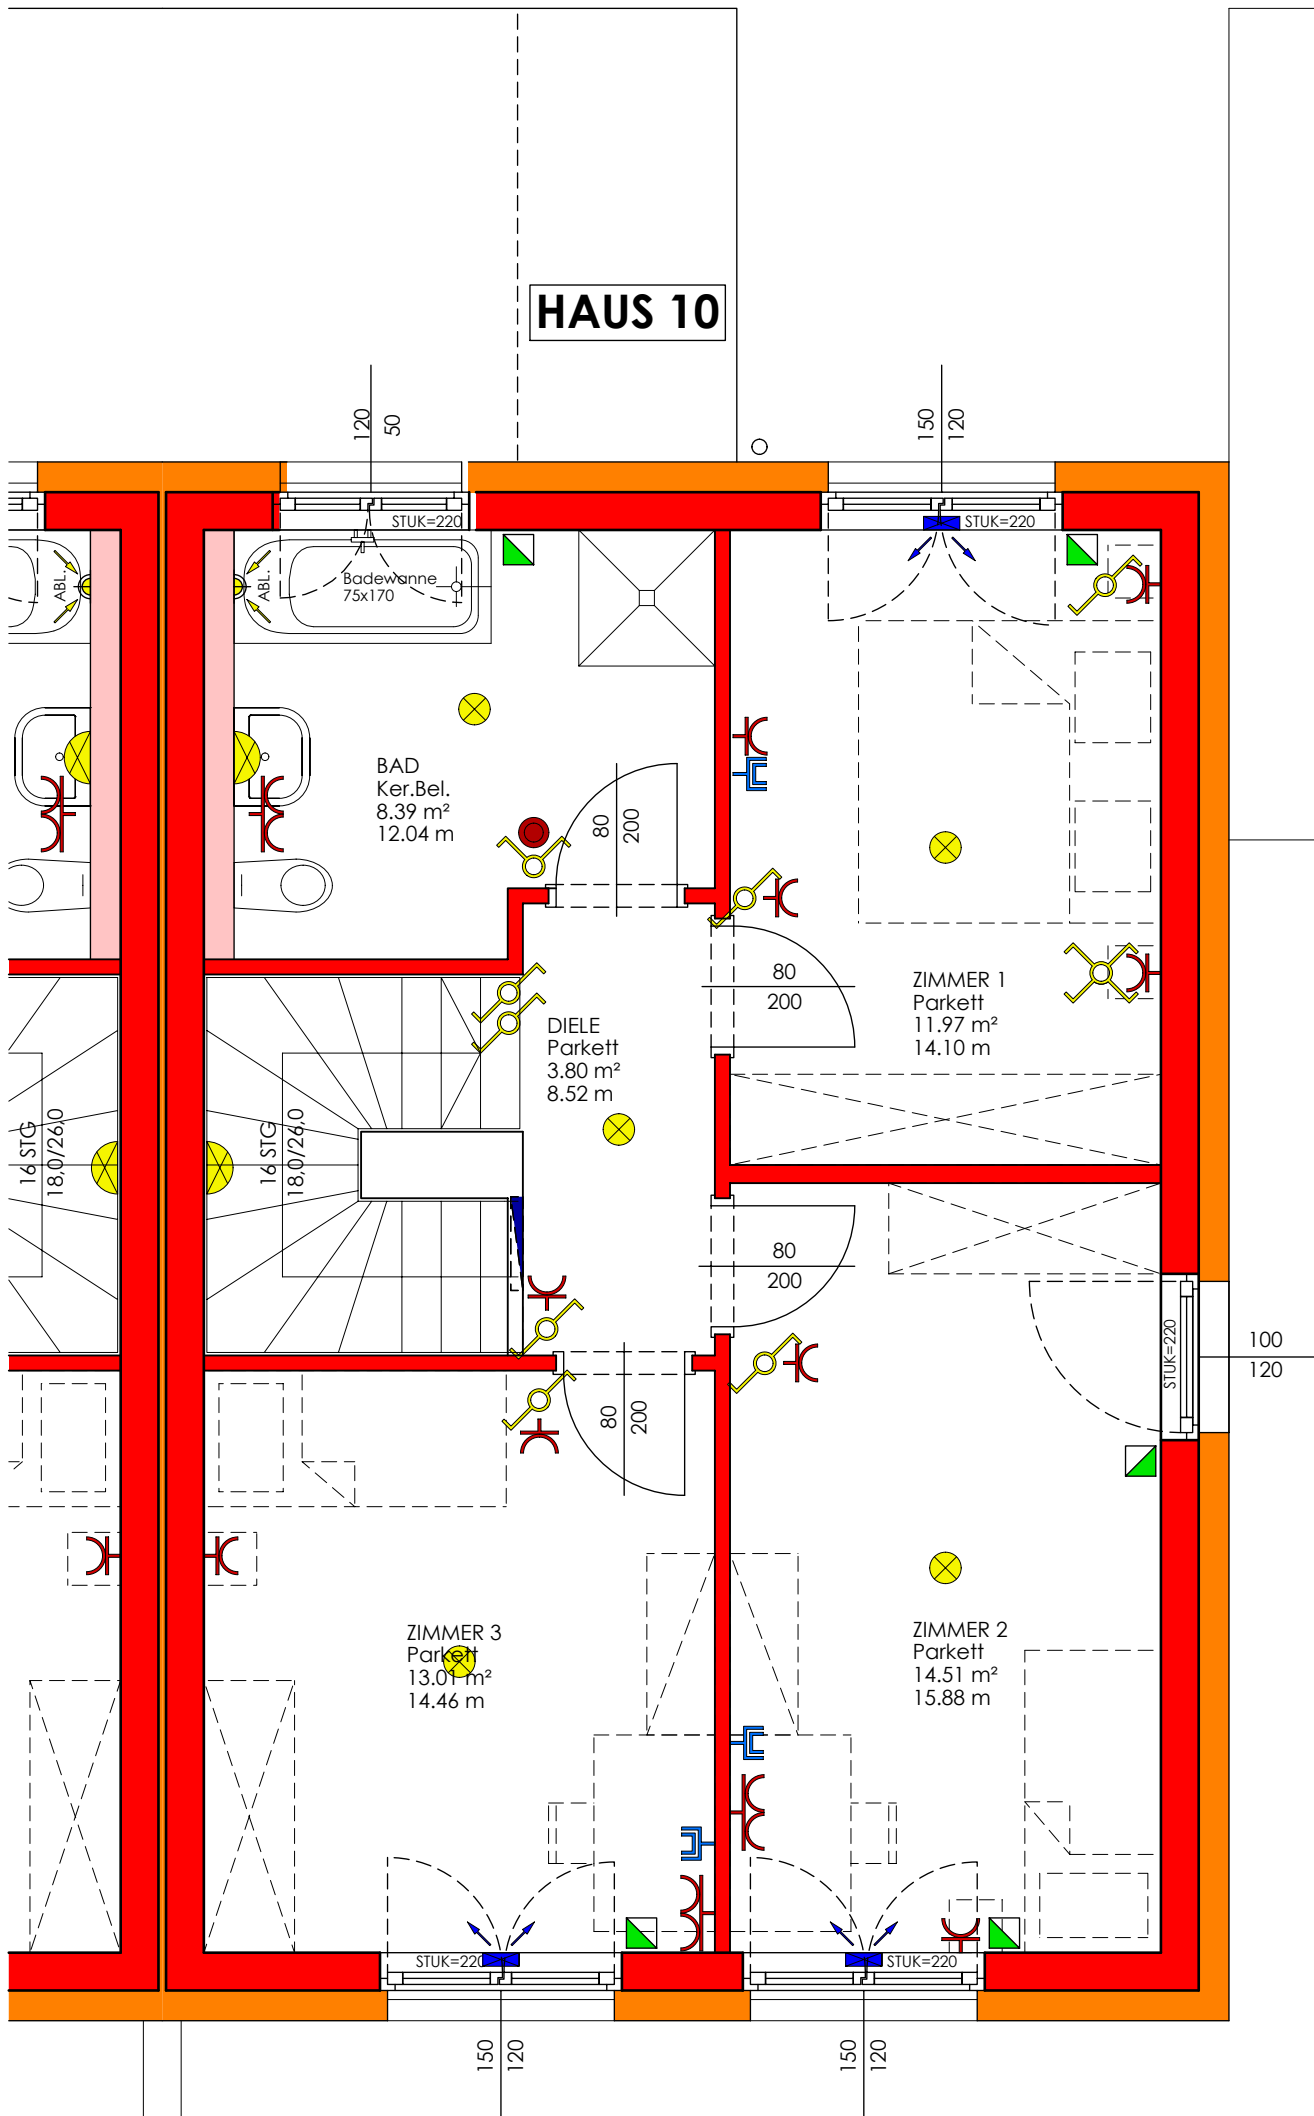 HAUS 10
120
50
150
120
STUK=220
STUK=220
ABL.
ABL.
Badewanne
75x170
BAD
Ker.Bel.
8.39 m²
12.04 m
80
200
80
200
ZIMMER 1
Parkett
11.97 m²
14.10 m
DIELE
Parkett
3.80 m²
8.52 m
16 STG
18,0/26,0
16 STG
18,0/26,0
80
200
STUK=220
100
120
80
200
ZIMMER 3
Parkett
13.01 m²
14.46 m
ZIMMER 2
Parkett
14.51 m²
15.88 m
STUK=220
STUK=220
150
120
150
120